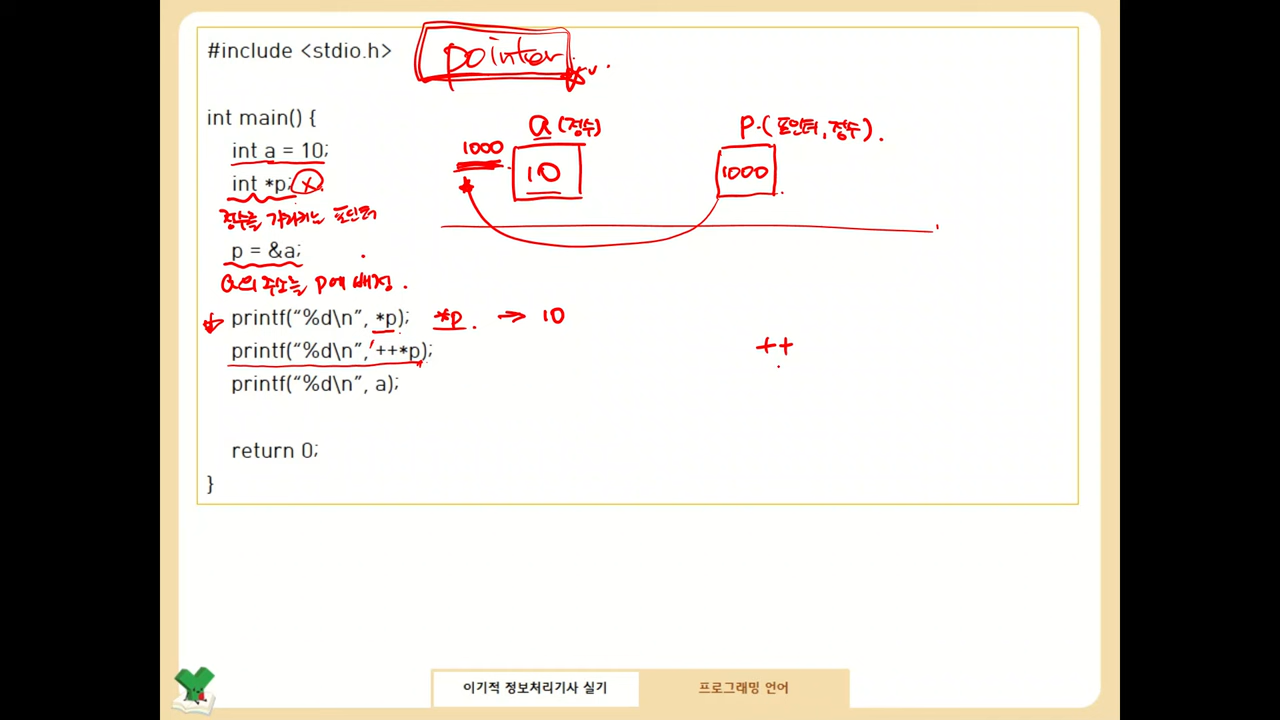 #include <stdio.h>
pointer
int main() {
a (정수)
p.(포인터, 정수).
int a = 10;
1000
10
1000
int *p;
정수를 가리키는 포인터
p = &a;
a의 주소를 p에 배정.
printf("%d\n", *p);
*p. → 10
printf("%d\n", ++*p);
++
printf("%d\n", a);
return 0;
}
이기적 정보처리기사 실기
프로그래밍 언어